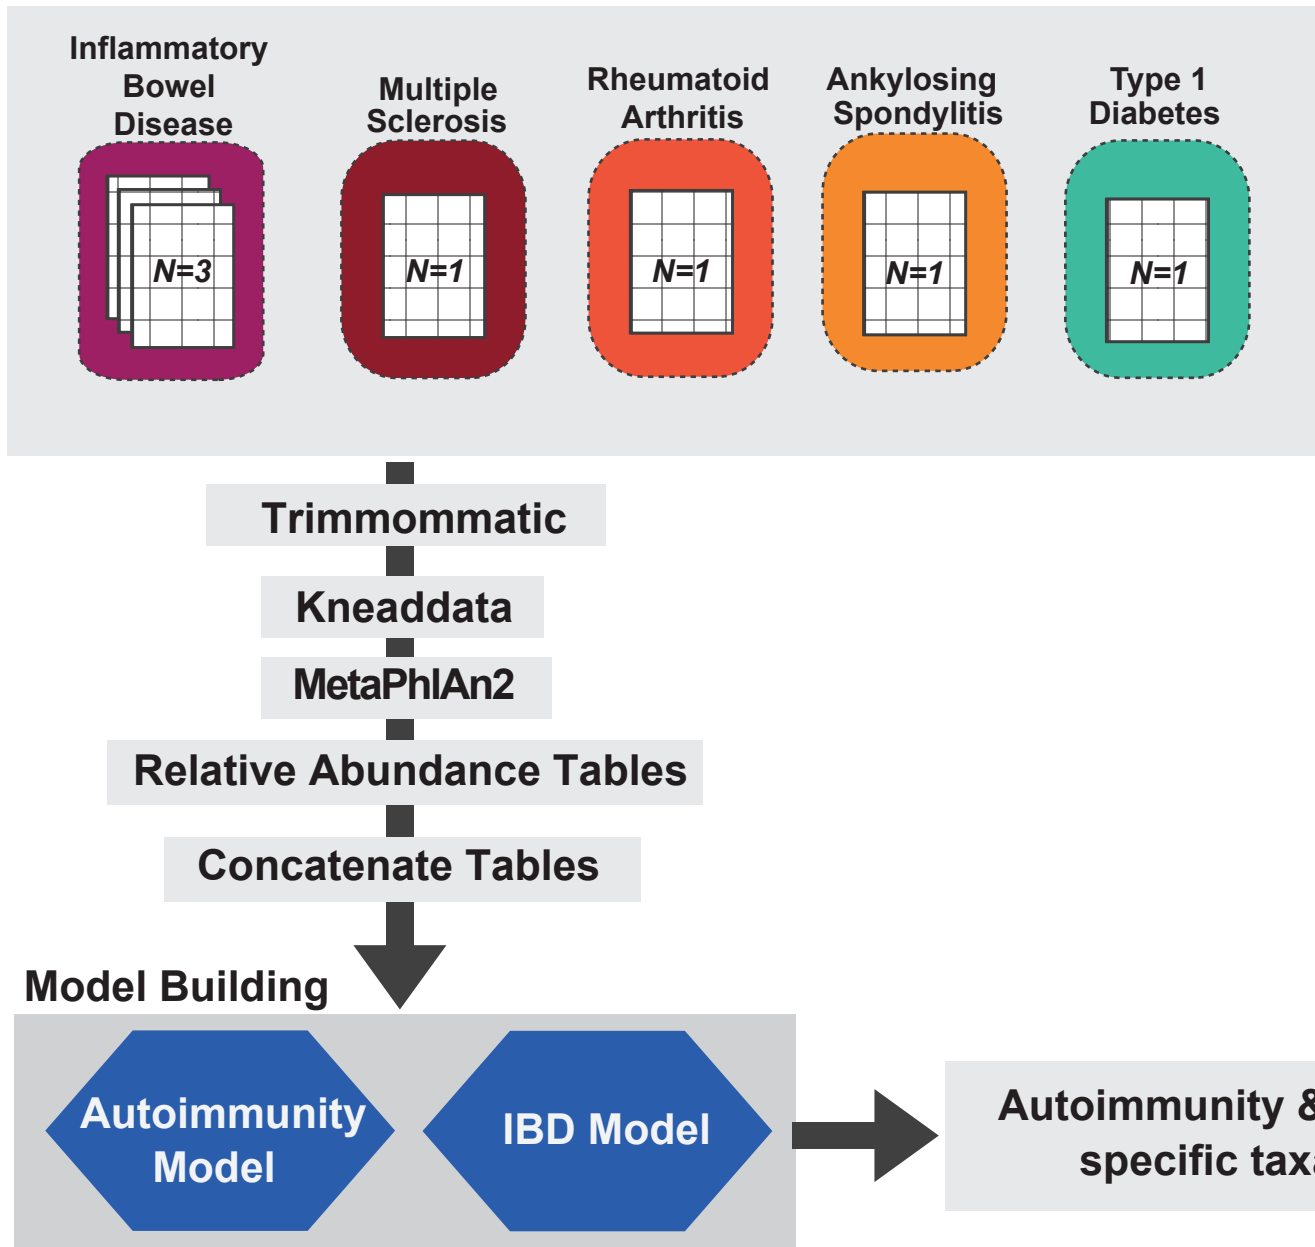 Inflammatory
Bowel
Disease
Multiple
Sclerosis
Rheumatoid
Arthritis
Ankylosing
Spondylitis
Type 1
Diabetes
N=3
N=1
N=1
N=1
N=1
Trimmommatic
Kneaddata
MetaPhlAn2
Relative Abundance Tables
Concatenate Tables
Model Building
Autoimmunity
Model
IBD Model
Autoimmunity &
specific taxa